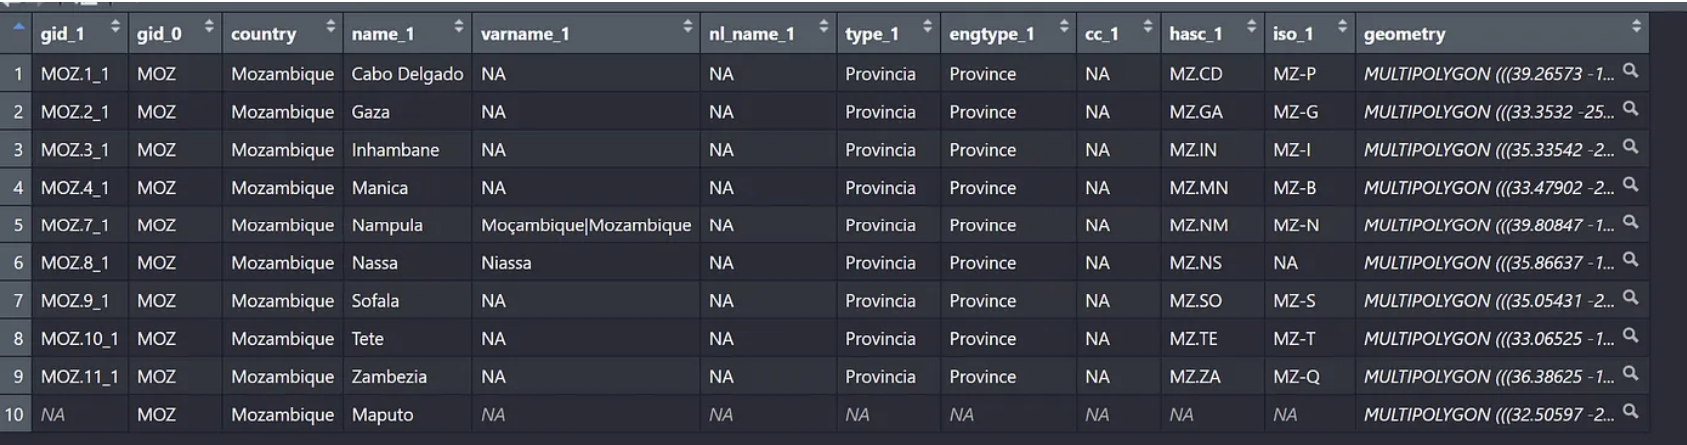 gid_1 gid_0 country name_1 varname_1 nl_name_1 type_1 engtype_1 cc_1 hasc_1 iso_1 geometry
1 MOZ.1_1 MOZ Mozambique Cabo Delgado NA NA Provincia Province NA MZ.CD MZ-P MULTIPOLYGON (((39.26573 -1...
2 MOZ.2_1 MOZ Mozambique Gaza NA NA Provincia Province NA MZ.GA MZ-G MULTIPOLYGON (((33.3532 -25...
3 MOZ.3_1 MOZ Mozambique Inhambane NA NA Provincia Province NA MZ.IN MZ-I MULTIPOLYGON (((35.33542 -2...
4 MOZ.4_1 MOZ Mozambique Manica NA NA Provincia Province NA MZ.MN MZ-B MULTIPOLYGON (((33.47902 -2...
5 MOZ.7_1 MOZ Mozambique Nampula Moçambique|Mozambique NA Provincia Province NA MZ.NM MZ-N MULTIPOLYGON (((39.80847 -1...
6 MOZ.8_1 MOZ Mozambique Nassa Niassa NA Provincia Province NA MZ.NS NA MULTIPOLYGON (((35.86637 -1...
7 MOZ.9_1 MOZ Mozambique Sofala NA NA Provincia Province NA MZ.SO MZ-S MULTIPOLYGON (((35.05431 -2...
8 MOZ.10_1 MOZ Mozambique Tete NA NA Provincia Province NA MZ.TE MZ-T MULTIPOLYGON (((33.06525 -1...
9 MOZ.11_1 MOZ Mozambique Zambezia NA NA Provincia Province NA MZ.ZA MZ-Q MULTIPOLYGON (((36.38625 -1...
10 NA MOZ Mozambique Maputo NA NA NA NA NA NA NA MULTIPOLYGON (((32.50597 -2...